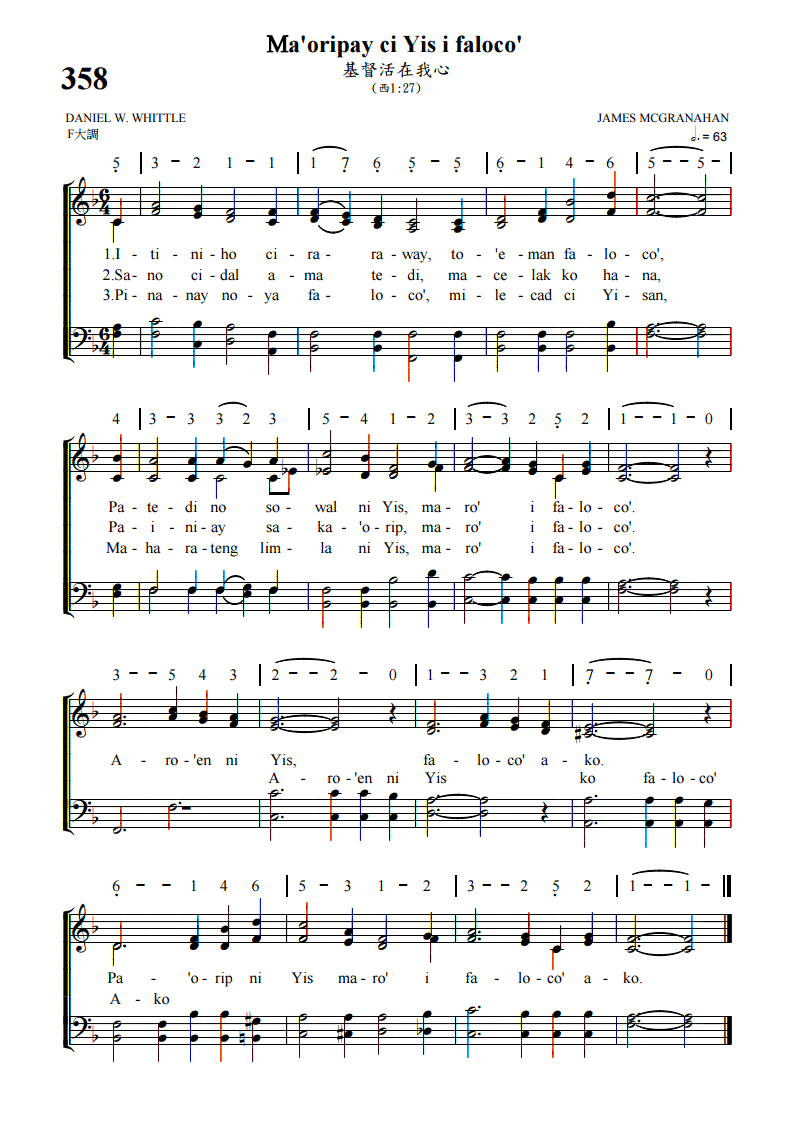 Ma'oripay ci Yis i faloco'
358
基督活在我心
(西1:27)
DANIEL W. WHITTLE JAMES MCGRANAHAN
F大調 = 63
5 | 3 - 2 1 - 1 | 1 7 6 5 - 5 | 6 - 1 4 - 6 | 5 - - 5 - |
1.I - ti - ni - ho ci - ra - ra - way, to - 'e - man fa - lo - co',
2.Sa - no ci - dal a - ma te - di, ma - ce - lak ko ha - na,
3.Pi - na - nay no - ya fa - lo - co', mi - le - cad ci Yi - san,
4 | 3 - 3 3 2 3 | 5 - 4 1 - 2 | 3 - 3 2 5 2 | 1 - - 1 - 0 |
Pa - te - di no so - wal ni Yis, ma - ro' i fa - lo - co'.
Pa - i - ni - ay sa - ka - 'o - rip, ma - ro' i fa - lo - co'.
Ma - ha - ra - teng lim - la ni Yis, ma - ro' i fa - lo - co'.
3 - - 5 4 3 | 2 - - 2 - 0 | 1 - - 3 2 1 | 7 - - 7 - 0 |
A - ro - 'en ni Yis, fa - lo - co' a - ko.
A - ro - 'en ni Yis ko fa - lo - co'
6 - - 1 4 6 | 5 - 3 1 - 2 | 3 - - 2 5 2 | 1 - - 1 - ||
Pa - 'o - rip ni Yis ma - ro' i fa - lo - co' a - ko.
A - ko